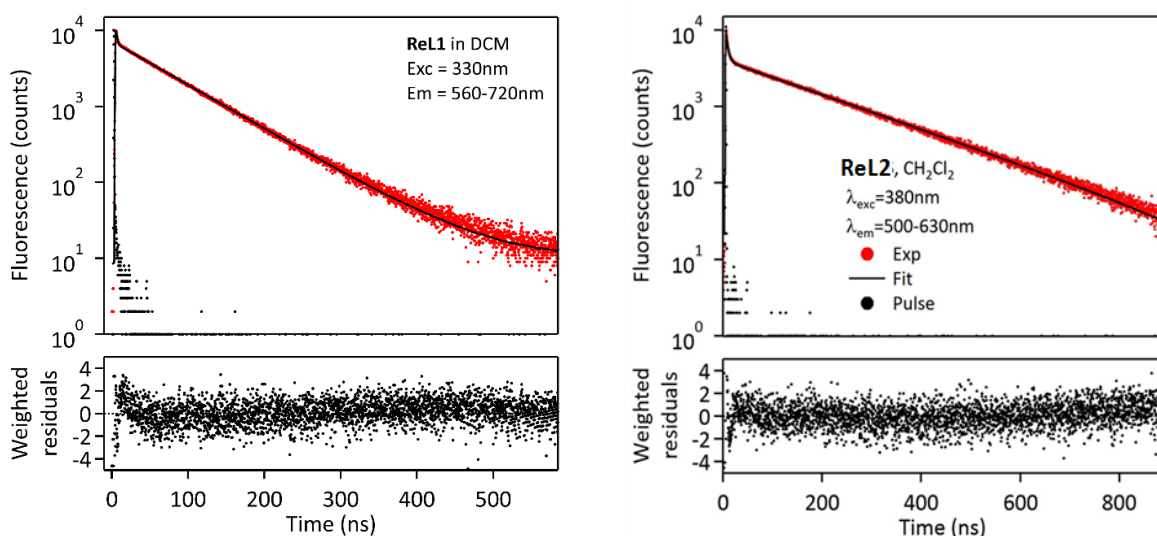 10⁴
10³
10²
10¹
10⁰
Fluorescence (counts)
ReL1 in DCM
Exc = 330nm
Em = 560-720nm
4
2
0
-2
-4
Weighted
residuals
0
100
200
300
400
500
Time (ns)
10⁴
10³
10²
10¹
10⁰
Fluorescence (counts)
ReL2, CH₂Cl₂
λexc=380nm
λem=500-630nm
Exp
Fit
Pulse
4
2
0
-2
-4
Weighted
residuals
0
200
400
600
800
Time (ns)